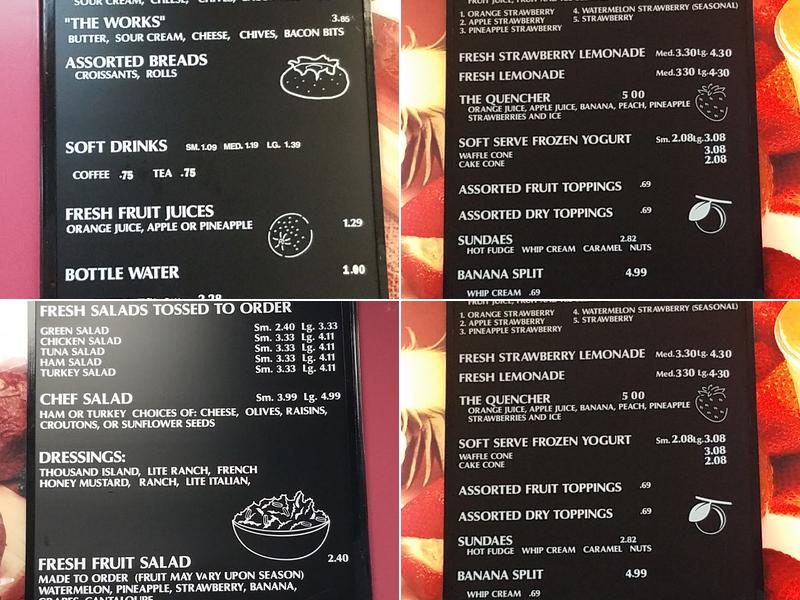 SOUR CREAM, CHEESE, CHIVES,
"THE WORKS" 3.85
BUTTER, SOUR CREAM, CHEESE, CHIVES, BACON BITS
ASSORTED BREADS
CROISSANTS, ROLLS
SOFT DRINKS SM. 1.09 MED. 1.19 LG. 1.39
COFFEE .75 TEA .75
FRESH FRUIT JUICES
ORANGE JUICE, APPLE OR PINEAPPLE 1.29
BOTTLE WATER 1.00
1. ORANGE STRAWBERRY 4. WATERMELON STRAWBERRY (SEASONAL)
2. APPLE STRAWBERRY 5. STRAWBERRY
3. PINEAPPLE STRAWBERRY
FRESH STRAWBERRY LEMONADE Med. 3.30 Lg. 4.30
FRESH LEMONADE Med. 3 30 Lg. 4.30
THE QUENCHER 5 00
ORANGE JUICE, APPLE JUICE, BANANA, PEACH, PINEAPPLE
STRAWBERRIES AND ICE
SOFT SERVE FROZEN YOGURT Sm. 2.08 Lg. 3.08
WAFFLE CONE 3.08
CAKE CONE 2.08
ASSORTED FRUIT TOPPINGS .69
ASSORTED DRY TOPPINGS .69
SUNDAES 2.82
HOT FUDGE WHIP CREAM CARAMEL NUTS
BANANA SPLIT 4.99
WHIP CREAM .69
FRESH SALADS TOSSED TO ORDER
GREEN SALAD Sm. 2.40 Lg. 3.33
CHICKEN SALAD Sm. 3.33 Lg. 4.11
TUNA SALAD Sm. 3.33 Lg. 4.11
HAM SALAD Sm. 3.33 Lg. 4.11
TURKEY SALAD Sm. 3.33 Lg. 4.11
CHEF SALAD Sm. 3.99 Lg. 4.99
HAM OR TURKEY CHOICES OF: CHEESE, OLIVES, RAISINS,
CROUTONS, OR SUNFLOWER SEEDS
DRESSINGS:
THOUSAND ISLAND, LITE RANCH, FRENCH
HONEY MUSTARD, RANCH, LITE ITALIAN,
FRESH FRUIT SALAD 2.40
MADE TO ORDER (FRUIT MAY VARY UPON SEASON)
WATERMELON, PINEAPPLE, STRAWBERRY, BANANA,
GRAPES, CANTALOUPE
1. ORANGE STRAWBERRY 4. WATERMELON STRAWBERRY (SEASONAL)
2. APPLE STRAWBERRY 5. STRAWBERRY
3. PINEAPPLE STRAWBERRY
FRESH STRAWBERRY LEMONADE Med. 3.30 Lg. 4.30
FRESH LEMONADE Med. 3 30 Lg. 4.30
THE QUENCHER 5 00
ORANGE JUICE, APPLE JUICE, BANANA, PEACH, PINEAPPLE
STRAWBERRIES AND ICE
SOFT SERVE FROZEN YOGURT Sm. 2.08 Lg. 3.08
WAFFLE CONE 3.08
CAKE CONE 2.08
ASSORTED FRUIT TOPPINGS .69
ASSORTED DRY TOPPINGS .69
SUNDAES 2.82
HOT FUDGE WHIP CREAM CARAMEL NUTS
BANANA SPLIT 4.99
WHIP CREAM .69